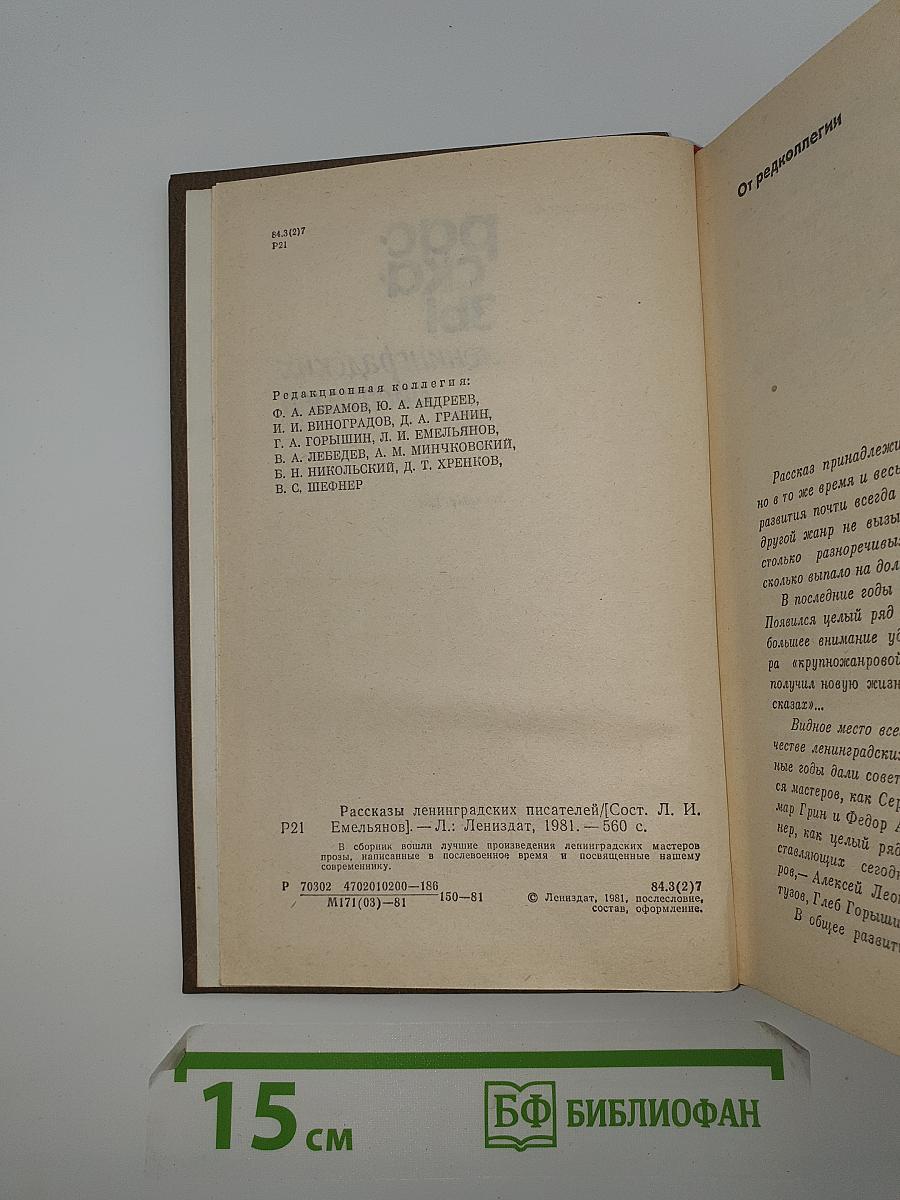 84.3(2)7
Р21
Редакционная коллегия:
Ф. А. АБРАМОВ, Ю. А. АНДРЕЕВ,
И. И. ВИНОГРАДОВ, Д. А. ГРАНИН,
Г. А. ГОРЫШИН, Л. И. ЕМЕЛЬЯНОВ,
В. А. ЛЕБЕДЕВ, А. М. МИНЧКОВСКИЙ,
Б. Н. НИКОЛЬСКИЙ, Д. Т. ХРЕНКОВ,
В. С. ШЕФНЕР
Рассказы ленинградских писателей/[Сост. Л. И.
Р21 Емельянов]. — Л.: Лениздат, 1981. — 560 с.
В сборник вошли лучшие произведения ленинградских мастеров
прозы, написанные в послевоенное время и посвященные нашему
современнику.
Р 70302 4702010200—186
М171(03)—81
150—81
84.3(2)7
© Лениздат, 1981, послесловие,
состав, оформление.
От редколлегии
Рассказ принадлежи
но в то же время и весь
развития почти всегда
другой жанр не вызы
столько разноречивы
сколько выпало на дол
В последние годы
Появился целый ряд
большее внимание уд
ра «крупножанровой
получил новую жизн
сказах»...
Видное место все
честве ленинградски
ные годы дали совет
ся мастеров, как Сер
мар Грин и Федор А
нер, как целый ряд
ставляющих сегод
ров,— Алексей Лео
тузов, Глеб Горыши
В общее развит
15 см
БФ БИБЛИОФАН